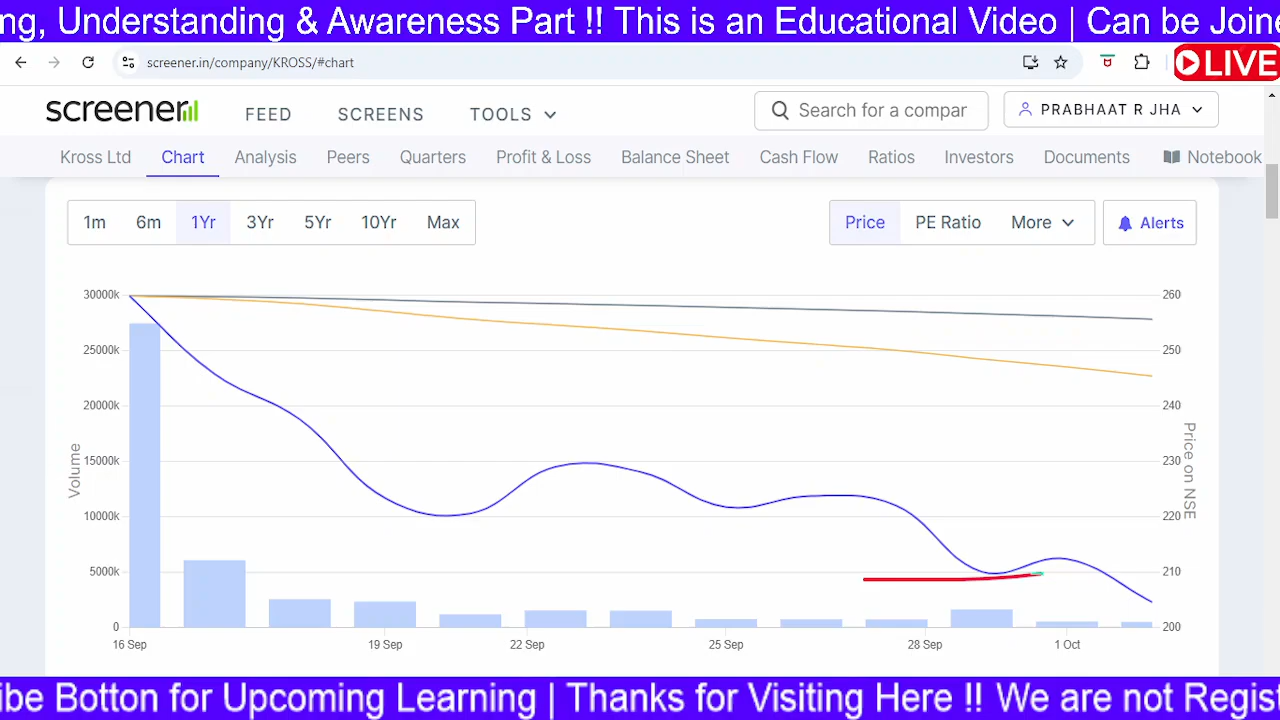 ng, Understanding & Awareness Part !! This is an Educational Video | Can be Joine
screener.in/company/KROSS/#chart
LIVE
screener FEED SCREENS TOOLS Search for a compar PRABHAAT R JHA
Kross Ltd Chart Analysis Peers Quarters Profit & Loss Balance Sheet Cash Flow Ratios Investors Documents Notebook
1m 6m 1Yr 3Yr 5Yr 10Yr Max Price PE Ratio More Alerts
30000k 260
25000k 250
20000k 240
15000k 230
10000k 220
5000k 210
0 200
Volume
Price on NSE
16 Sep 19 Sep 22 Sep 25 Sep 28 Sep 1 Oct
ibe Botton for Upcoming Learning | Thanks for Visiting Here !! We are not Regist